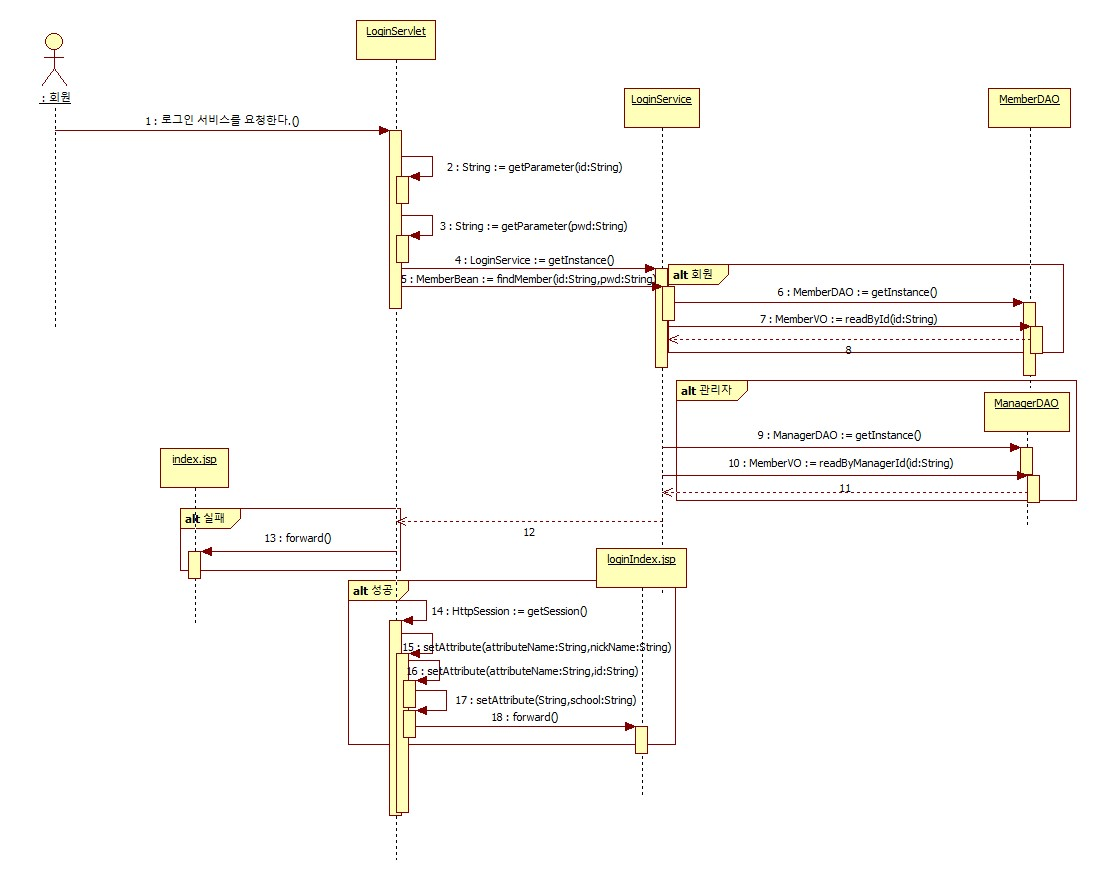 LoginServlet
: 회원
LoginService
MemberDAO
1 : 로그인 서비스를 요청한다.()
2 : String := getParameter(id:String)
3 : String := getParameter(pwd:String)
4 : LoginService := getInstance()
alt 회원
5 : MemberBean := findMember(id:String,pwd:String)
6 : MemberDAO := getInstance()
7 : MemberVO := readById(id:String)
8
alt 관리자
ManagerDAO
9 : ManagerDAO := getInstance()
index.jsp
10 : MemberVO := readByManagerId(id:String)
11
alt 실패
12
13 : forward()
loginIndex.jsp
alt 성공
14 : HttpSession := getSession()
15 : setAttribute(attributeName:String,nickName:String)
16 : setAttribute(attributeName:String,id:String)
17 : setAttribute(String,school:String)
18 : forward()